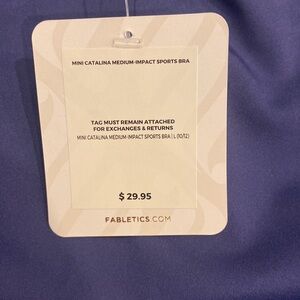 MINI CATALINA MEDIUM-IMPACT SPORTS BRA
TAG MUST REMAIN ATTACHED
FOR EXCHANGES & RETURNS
MINI CATALINA MEDIUM-IMPACT SPORTS BRA | L (10/12)
$ 29.95
FABLETICS.COM